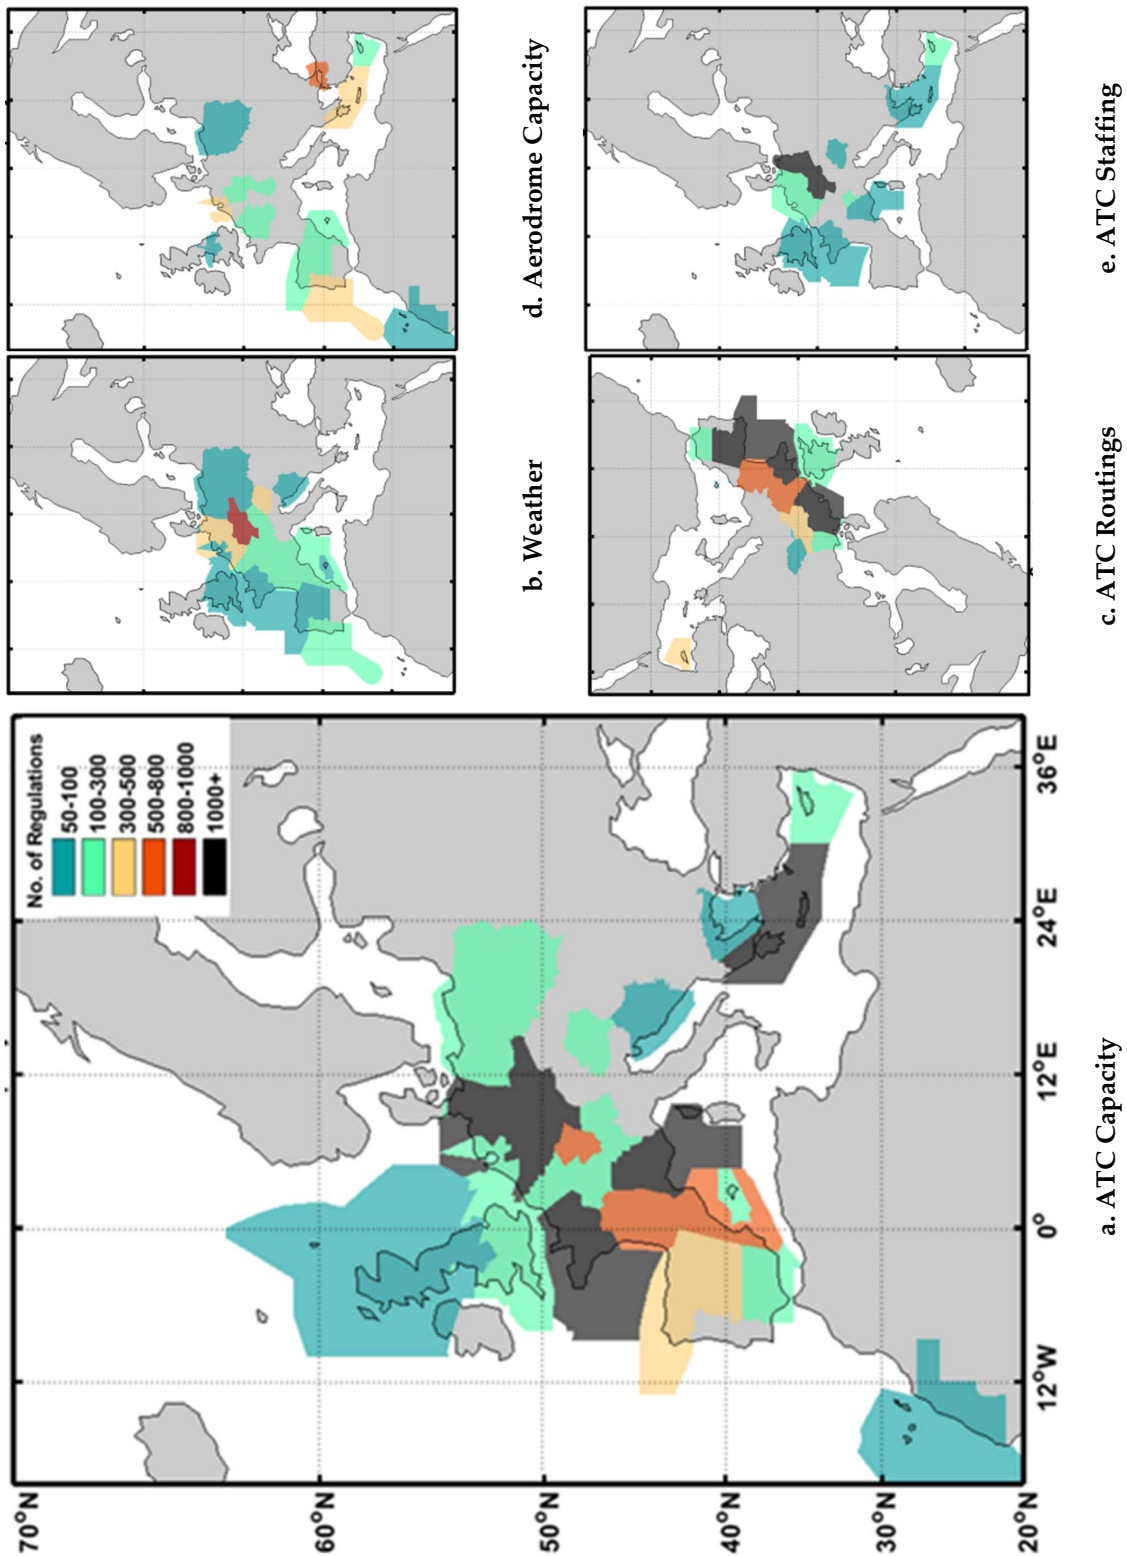 No. of Regulations
50-100
100-300
300-500
500-800
800-1000
1000+
70°N
60°N
50°N
40°N
30°N
20°N
12°W
0°
12°E
24°E
36°E
a. ATC Capacity
b. Weather
c. ATC Routings
d. Aerodrome Capacity
e. ATC Staffing